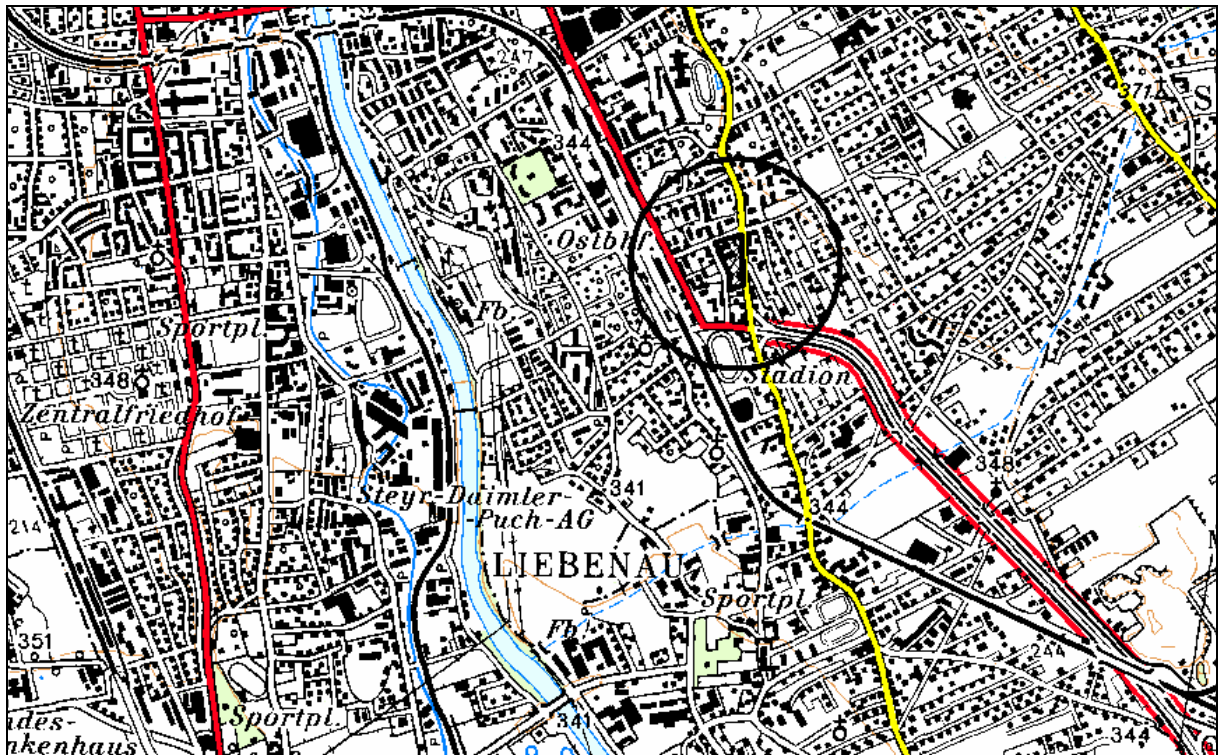 247
371
S
344
Ostbhf.
Fb.
Sportpl.
Stadion
348
Zentralfriedhof
348
341
Steyr-Daimler-
-Puch-AG
214
344
LIEBENAU
Sportpl.
Fb.
351
244
Sportpl.
341
ndes-
nkenhaus
344